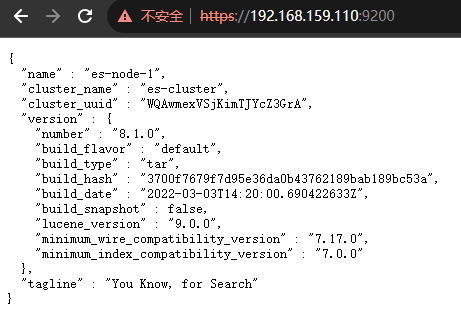 不安全 https://192.168.159.110:9200
{
"name" : "es-node-1",
"cluster_name" : "es-cluster",
"cluster_uuid" : "WQAwmexVSjKimTJYcZ3GrA",
"version" : {
"number" : "8.1.0",
"build_flavor" : "default",
"build_type" : "tar",
"build_hash" : "3700f7679f7d95e36da0b43762189bab189bc53a",
"build_date" : "2022-03-03T14:20:00.690422633Z",
"build_snapshot" : false,
"lucene_version" : "9.0.0",
"minimum_wire_compatibility_version" : "7.17.0",
"minimum_index_compatibility_version" : "7.0.0"
},
"tagline" : "You Know, for Search"
}